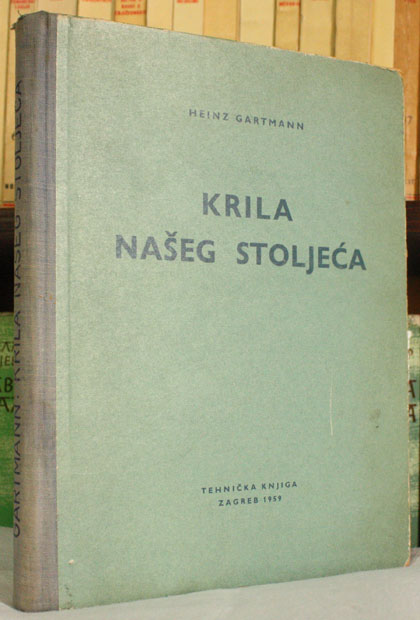 HEINZ GARTMANN
KRILA
NAŠEG STOLJEĆA
TEHNIČKA KNJIGA
ZAGREB 1959
GARTMANN: KRILA NAŠEG STOLJEĆA